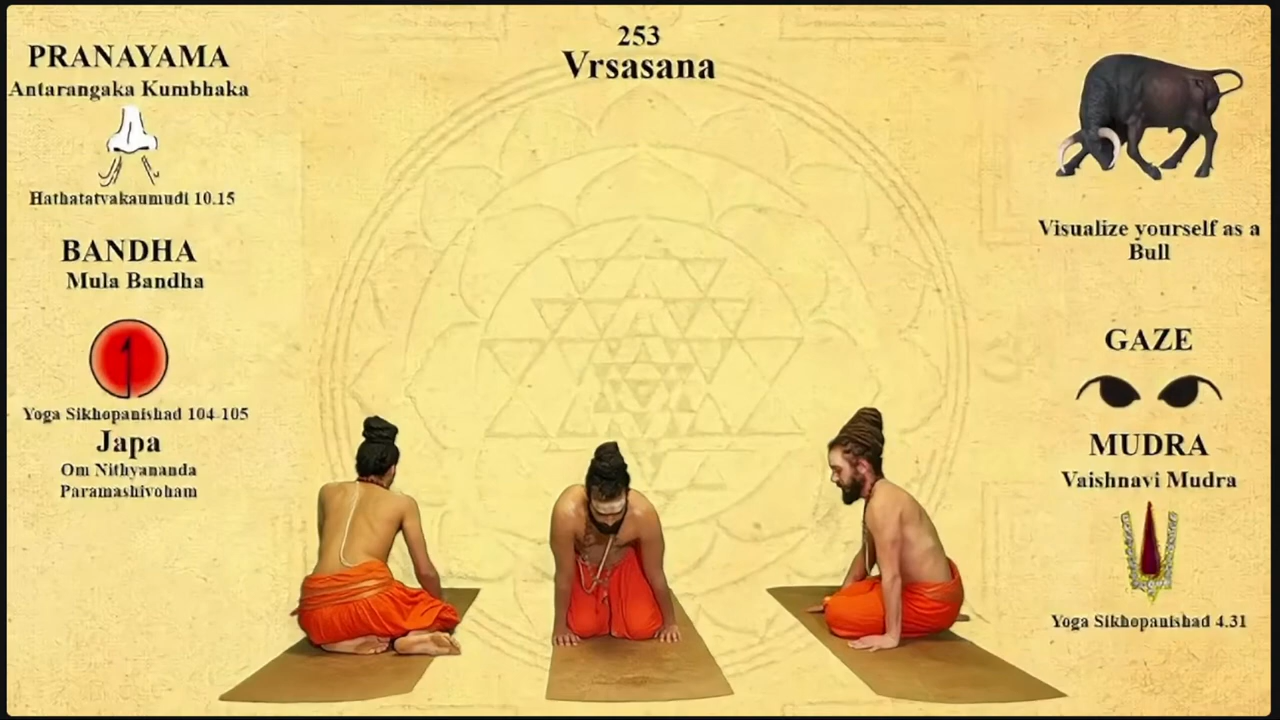 253
Vrsasana
PRANAYAMA
Antarangaka Kumbhaka
Hathatatvakaumudi 10.15
BANDHA
Mula Bandha
Yoga Sikhopanishad 104-105
Japa
Om Nithyananda
Paramashivoham
Visualize yourself as a
Bull
GAZE
MUDRA
Vaishnavi Mudra
Yoga Sikhopanishad 4.31